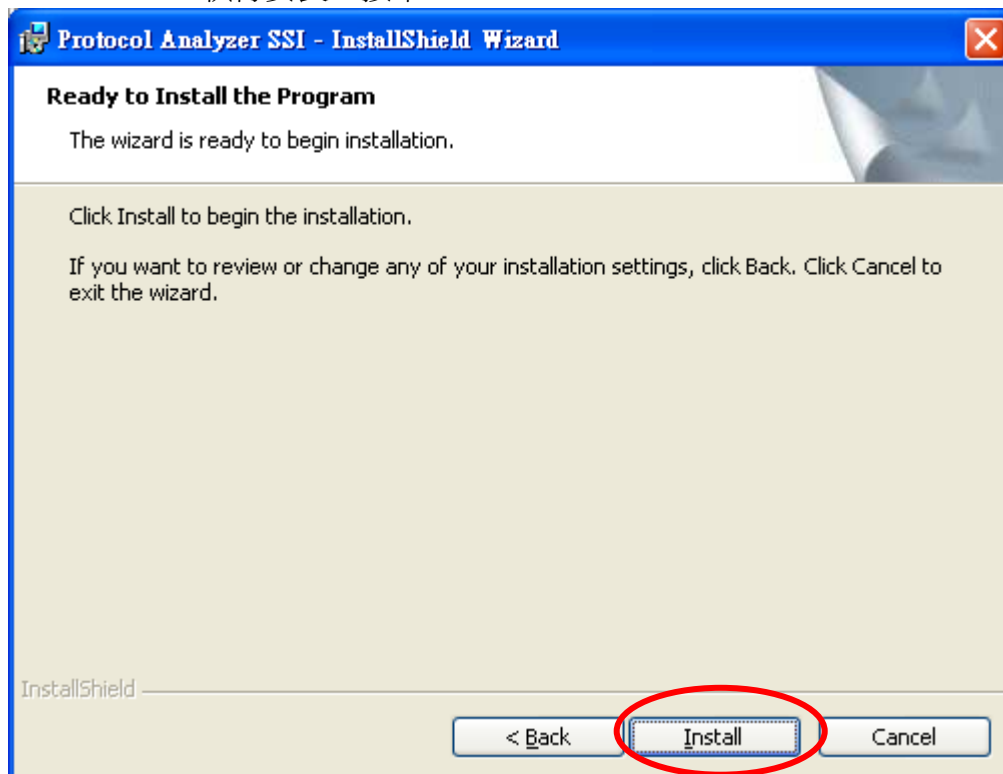 Protocol Analyzer SSI - InstallShield Wizard
Ready to Install the Program
The wizard is ready to begin installation.
Click Install to begin the installation.
If you want to review or change any of your installation settings, click Back. Click Cancel to
exit the wizard.
InstallShield
< Back Install Cancel